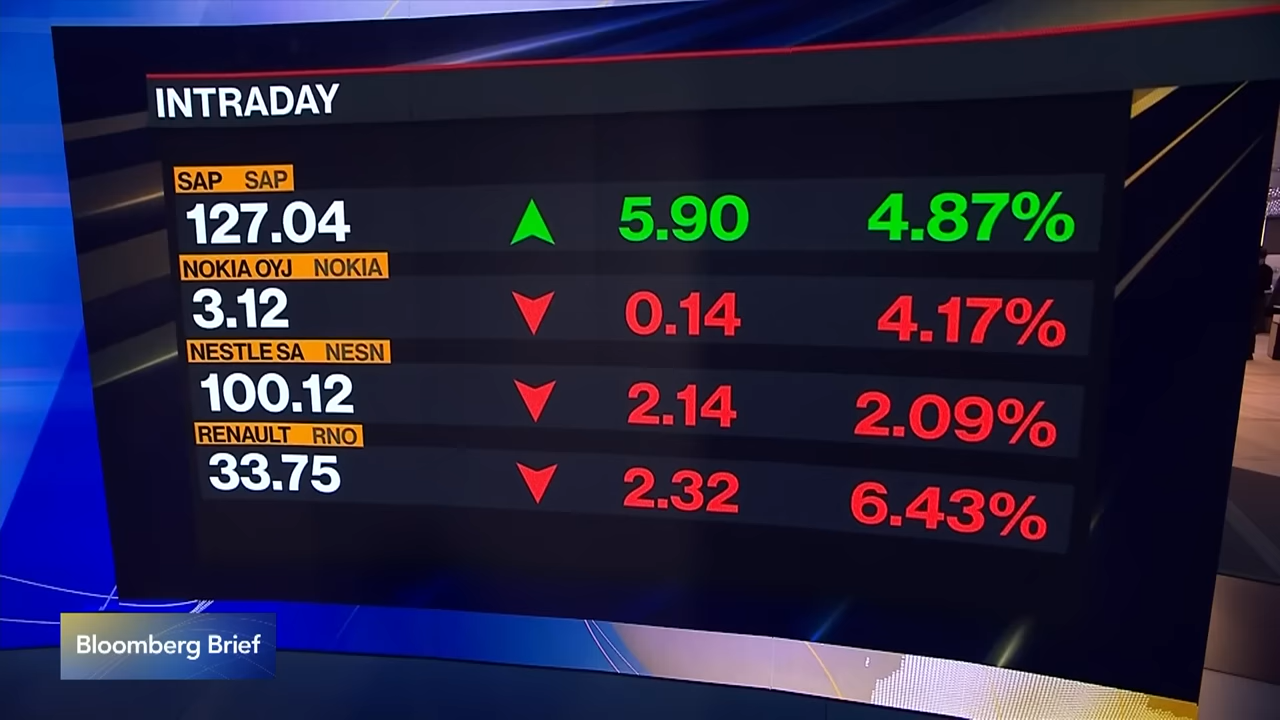 INTRADAY
SAP SAP
127.04 5.90 4.87%
NOKIA OYJ NOKIA
3.12 0.14 4.17%
NESTLE SA NESN
100.12 2.14 2.09%
RENAULT RNO
33.75 2.32 6.43%
Bloomberg Brief